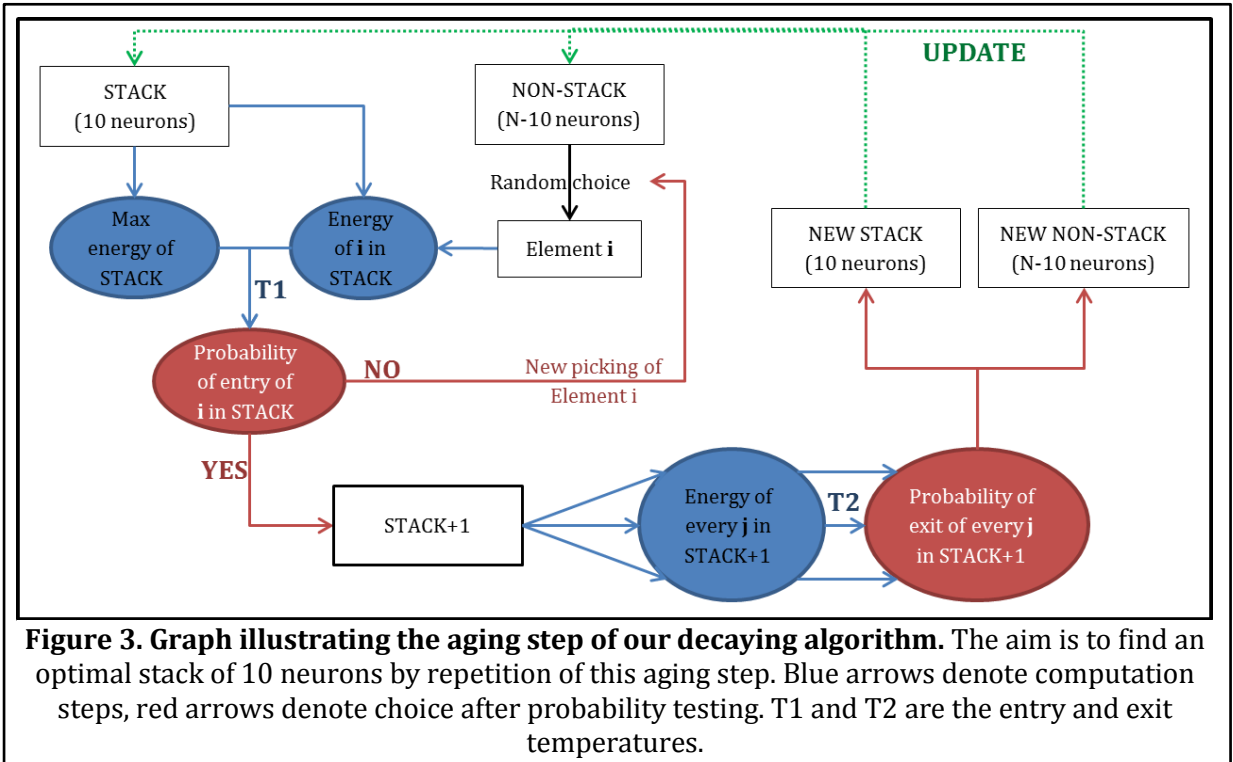 UPDATE
STACK
(10 neurons)
NON-STACK
(N-10 neurons)
Random choice
Max
energy of
STACK
Energy
of i in
STACK
Element i
NEW STACK
(10 neurons)
NEW NON-STACK
(N-10 neurons)
T1
Probability
of entry of
i in STACK
NO
New picking of
Element i
YES
STACK+1
Energy of
every j in
STACK+1
T2
Probability of
exit of every j
in STACK+1
Figure 3. Graph illustrating the aging step of our decaying algorithm. The aim is to find an
optimal stack of 10 neurons by repetition of this aging step. Blue arrows denote computation
steps, red arrows denote choice after probability testing. T1 and T2 are the entry and exit
temperatures.